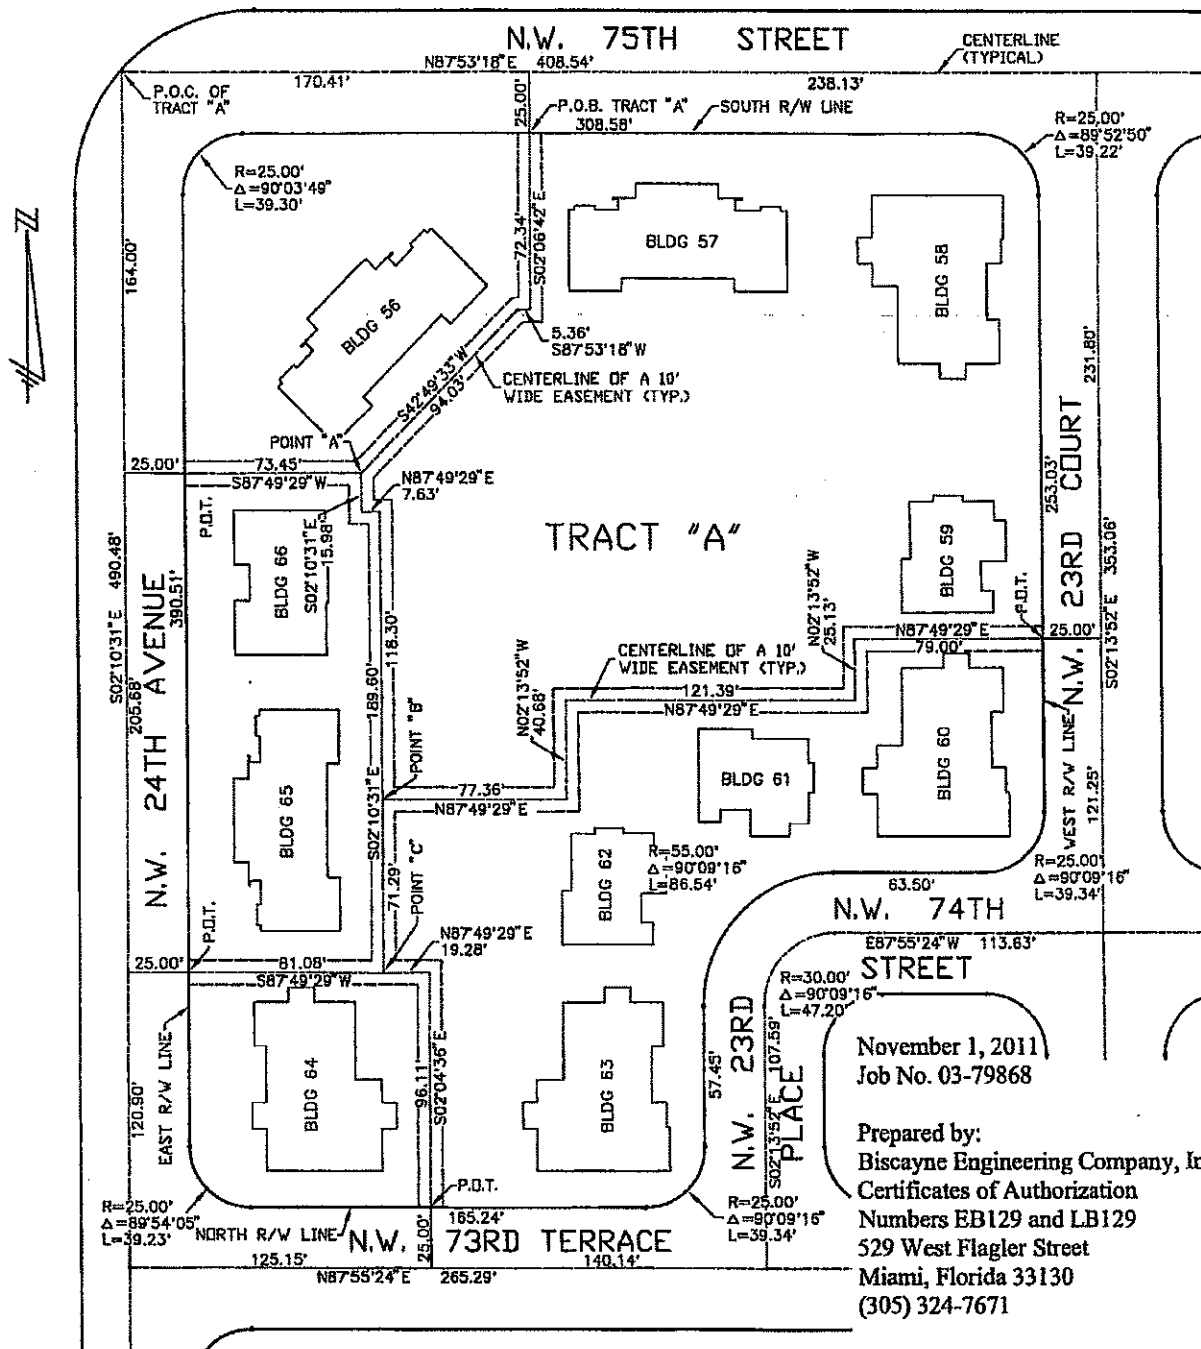 N.W. 75TH STREET
CENTERLINE
(TYPICAL)
N87°53'18"E 408.54'
170.41'
238.13'
P.O.C. OF
TRACT "A"
25.00'
P.O.B. TRACT "A"
308.58'
SOUTH R/W LINE
R=25.00'
Δ=89°52'50"
L=39.22'
R=25.00'
Δ=90°03'49"
L=39.30'
Z
164.00'
72.34'
S02°06'42"E
BLDG 57
BLDG 58
BLDG 56
5.36'
S87°53'18"W
231.80'
S42°49'33"W
94.03'
CENTERLINE OF A 10'
WIDE EASEMENT (TYP.)
POINT "A"
25.00'
73.45'
S87°49'29"W
N87°49'29"E
7.63'
P.O.T.
S02°10'31"E
15.98'
BLDG 66
TRACT "A"
253.03'
N.W. 23RD COURT
BLDG 59
S02°10'31"E 490.48'
205.68'
N.W. 24TH AVENUE
390.51'
118.30'
189.60'
S02°10'31"E
N02°13'52"W
25.13'
P.O.T.
N87°49'29"E
79.00'
25.00'
S02°13'52"E 353.06'
CENTERLINE OF A 10'
WIDE EASEMENT (TYP.)
N02°13'52"W
40.68'
121.39'
N87°49'29"E
POINT "B"
77.36'
N87°49'29"E
BLDG 65
BLDG 61
BLDG 60
WEST R/W LINE
121.25'
71.29'
POINT "C"
BLDG 62
R=55.00'
Δ=90°09'16"
L=86.54'
R=25.00'
Δ=90°09'16"
L=39.34'
63.50'
N.W. 74TH
STREET
E87°55'24"W 113.63'
P.O.T.
N87°49'29"E
19.28'
25.00'
81.08'
S87°49'29"W
R=30.00'
Δ=90°09'16"
L=47.20'
EAST R/W LINE
120.90'
BLDG 64
96.11'
S02°04'36"E
BLDG 63
57.45'
N.W. 23RD
PLACE
S02°13'52"E 107.59'
P.O.T.
R=25.00'
Δ=89°54'05"
L=39.23'
NORTH R/W LINE
R=25.00'
Δ=90°09'16"
L=39.34'
165.24'
N.W. 73RD TERRACE
25.00'
125.15'
140.14'
N87°55'24"E 265.29'
November 1, 2011
Job No. 03-79868
Prepared by:
Biscayne Engineering Company, In
Certificates of Authorization
Numbers EB129 and LB129
529 West Flagler Street
Miami, Florida 33130
(305) 324-7671